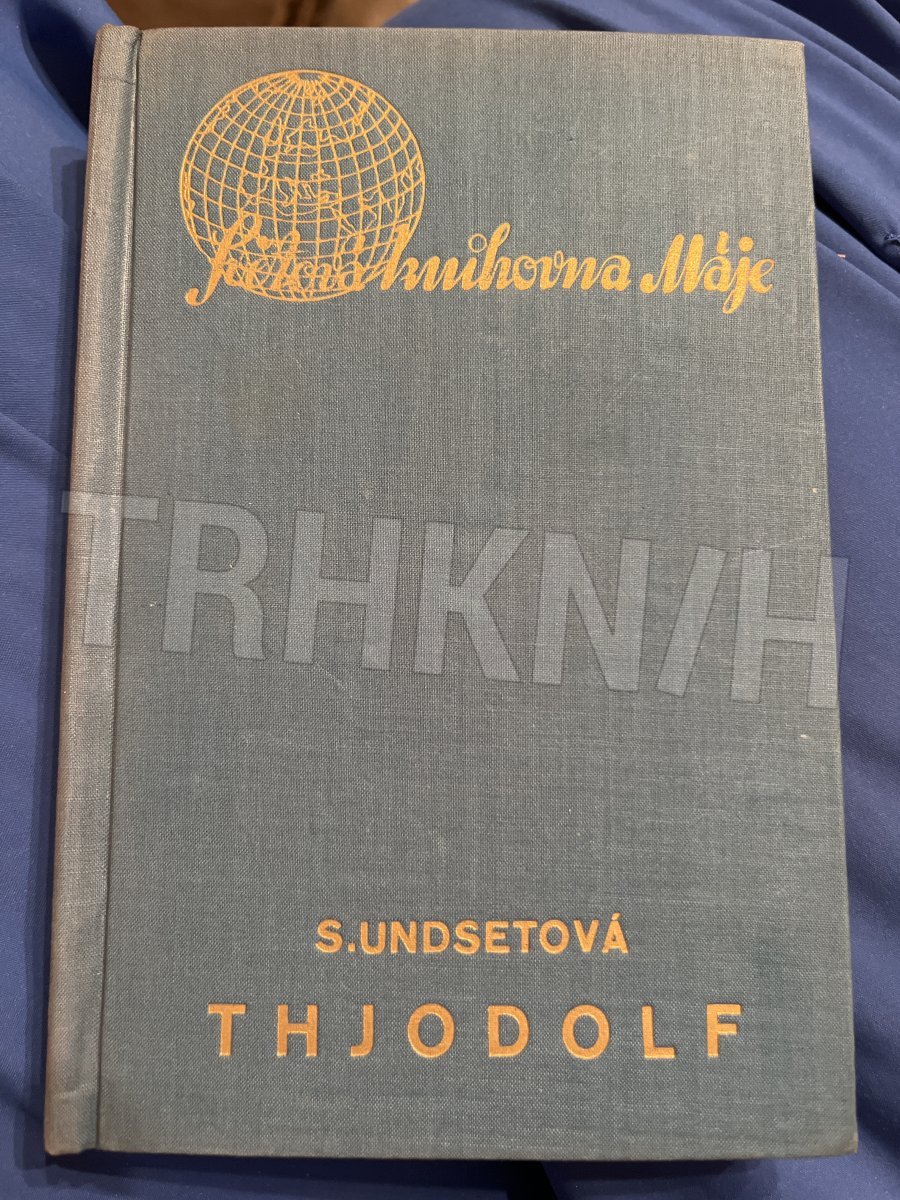 Světová knihovna Máje
TRHKNIH
S.UNDSETOVÁ
THJODOLF